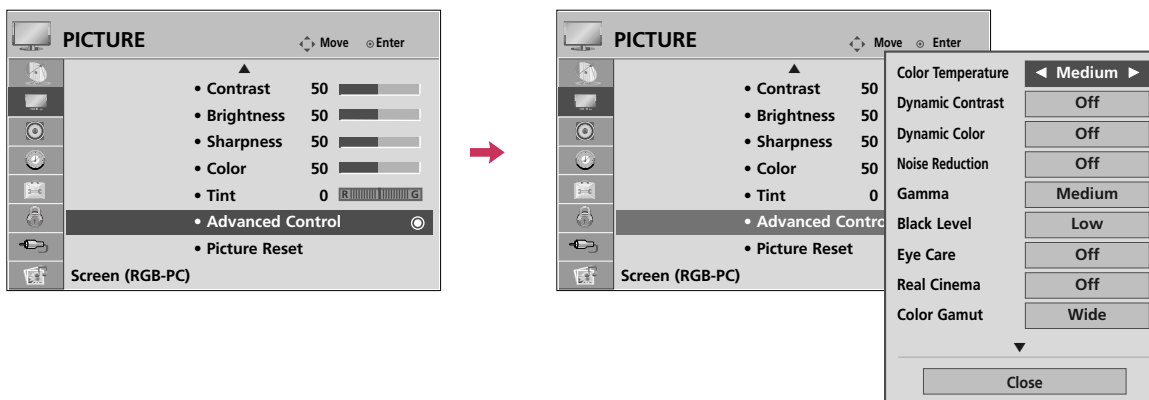 PICTURE Move Enter
• Contrast 50
• Brightness 50
• Sharpness 50
• Color 50
• Tint 0 R G
• Advanced Control
• Picture Reset
Screen (RGB-PC)
PICTURE Move Enter
• Contrast 50
• Brightness 50
• Sharpness 50
• Color 50
• Tint 0
• Advanced Contro
• Picture Reset
Screen (RGB-PC)
Color Temperature ◀ Medium ▶
Dynamic Contrast Off
Dynamic Color Off
Noise Reduction Off
Gamma Medium
Black Level Low
Eye Care Off
Real Cinema Off
Color Gamut Wide
Close